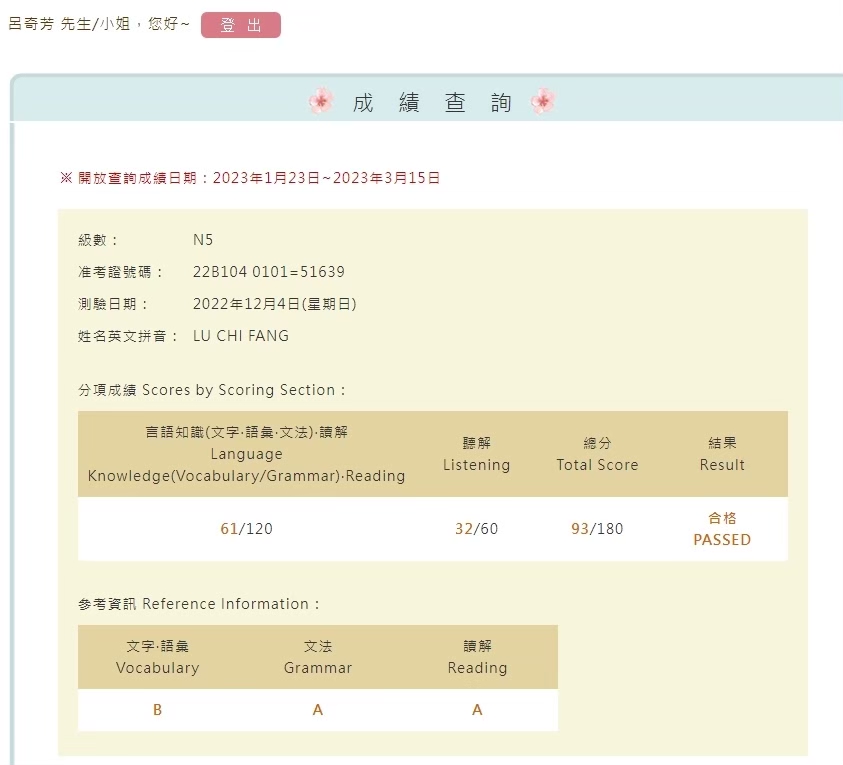 呂奇芳 先生/小姐，您好~ 登 出
成 績 查 詢
※ 開放查詢成績日期：2023年1月23日~2023年3月15日
級數： N5
准考證號碼： 22B104 0101=51639
測驗日期： 2022年12月4日(星期日)
姓名英文拼音： LU CHI FANG
分項成績 Scores by Scoring Section：
言語知識(文字·語彙·文法)·讀解
Language
Knowledge(Vocabulary/Grammar)·Reading
聽解
Listening
總分
Total Score
結果
Result
61/120
32/60
93/180
合格
PASSED
參考資訊 Reference Information：
文字·語彙
Vocabulary
文法
Grammar
讀解
Reading
B
A
A